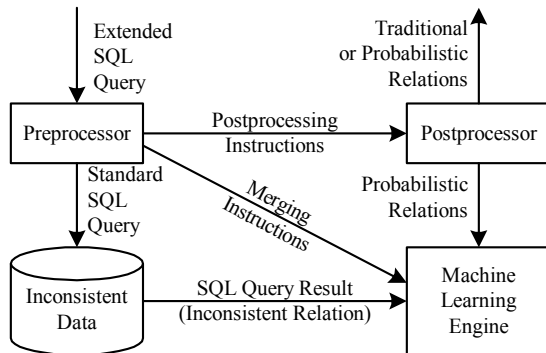 Extended
SQL
Query
Traditional
or Probabilistic
Relations
Preprocessor
Postprocessing
Instructions
Postprocessor
Standard
SQL
Query
Merging
Instructions
Probabilistic
Relations
Inconsistent
Data
SQL Query Result
(Inconsistent Relation)
Machine
Learning
Engine